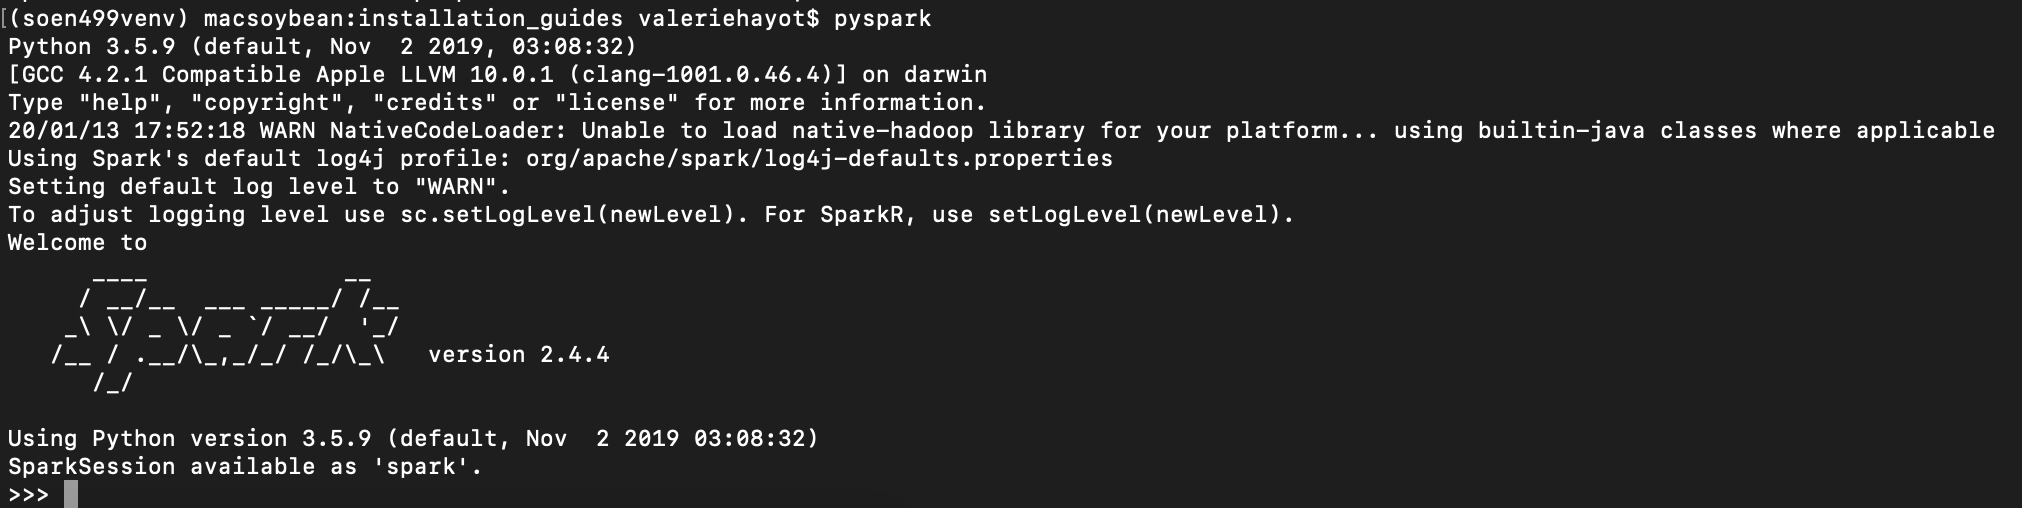 [(soen499venv) macsoybean:installation_guides valeriehayot$ pyspark
Python 3.5.9 (default, Nov  2 2019, 03:08:32)
[GCC 4.2.1 Compatible Apple LLVM 10.0.1 (clang-1001.0.46.4)] on darwin
Type "help", "copyright", "credits" or "license" for more information.
20/01/13 17:52:18 WARN NativeCodeLoader: Unable to load native-hadoop library for your platform... using builtin-java classes where applicable
Using Spark's default log4j profile: org/apache/spark/log4j-defaults.properties
Setting default log level to "WARN".
To adjust logging level use sc.setLogLevel(newLevel). For SparkR, use setLogLevel(newLevel).
Welcome to
      ____              __
     / __/__  ___ _____/ /__
    _\ \/ _ \/ _ `/ __/  '_/
   /__ / .__/\_,_/_/ /_/\_\   version 2.4.4
      /_/
Using Python version 3.5.9 (default, Nov  2 2019 03:08:32)
SparkSession available as 'spark'.
>>>